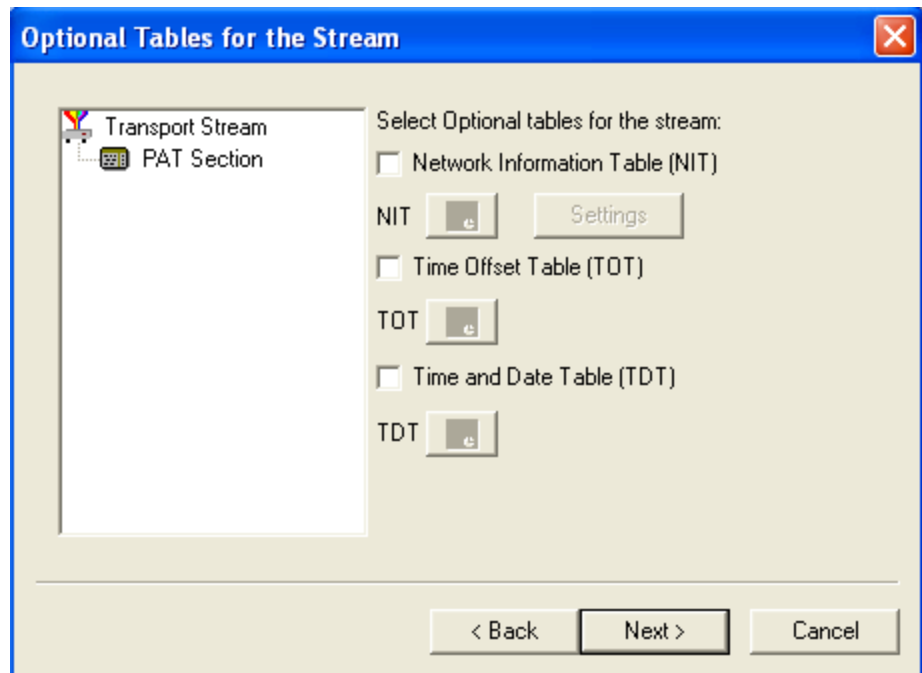 Optional Tables for the Stream
Transport Stream
PAT Section
Select Optional tables for the stream:
Network Information Table (NIT)
NIT
Settings
Time Offset Table (TOT)
TOT
Time and Date Table (TDT)
TDT
< Back
Next >
Cancel